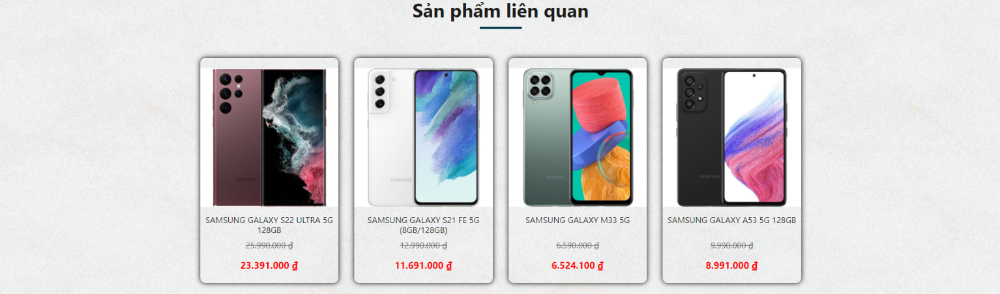 Sản phẩm liên quan
SAMSUNG
SAMSUNG
SAMSUNG
SAMSUNG
SAMSUNG GALAXY S22 ULTRA 5G
128GB
25.990.000 ₫
23.391.000 ₫
SAMSUNG GALAXY S21 FE 5G
(8GB/128GB)
12.990.000 ₫
11.691.000 ₫
SAMSUNG GALAXY M33 5G
6.590.000 ₫
6.524.100 ₫
SAMSUNG GALAXY A53 5G 128GB
9.990.000 ₫
8.991.000 ₫